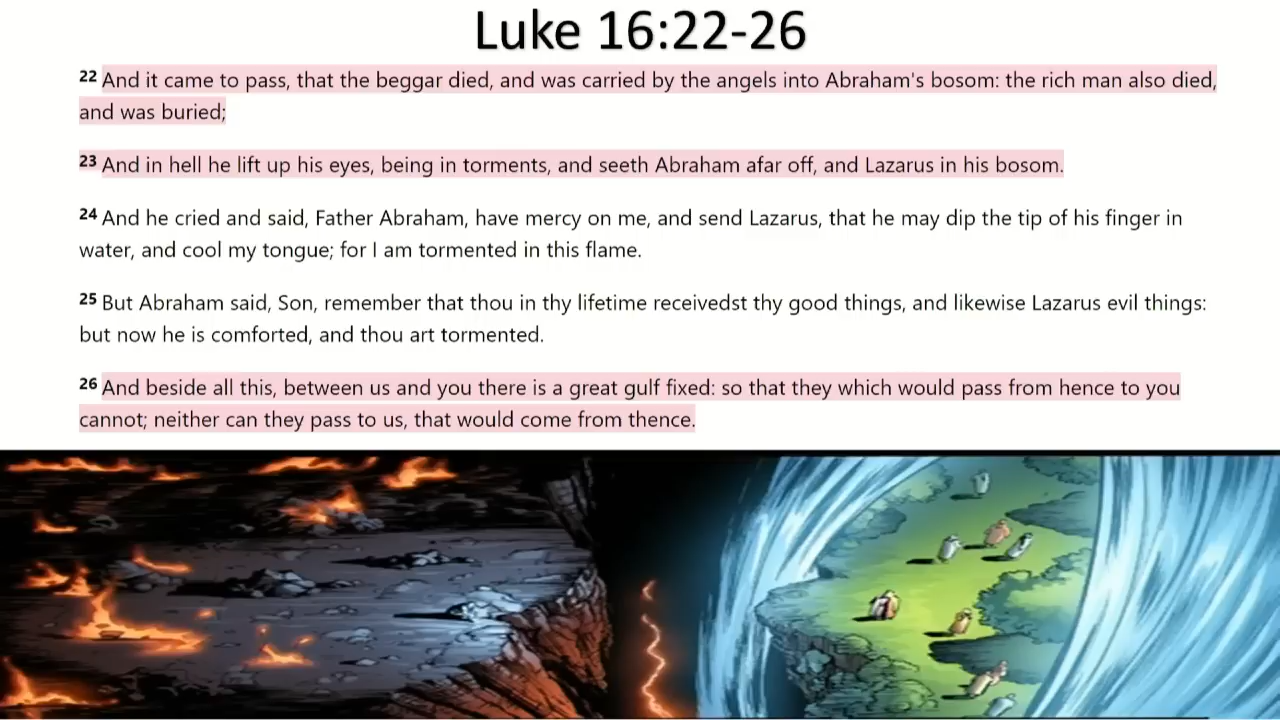 Luke 16:22-26
22 And it came to pass, that the beggar died, and was carried by the angels into Abraham's bosom: the rich man also died,
and was buried;
23 And in hell he lift up his eyes, being in torments, and seeth Abraham afar off, and Lazarus in his bosom.
24 And he cried and said, Father Abraham, have mercy on me, and send Lazarus, that he may dip the tip of his finger in
water, and cool my tongue; for I am tormented in this flame.
25 But Abraham said, Son, remember that thou in thy lifetime receivedst thy good things, and likewise Lazarus evil things:
but now he is comforted, and thou art tormented.
26 And beside all this, between us and you there is a great gulf fixed: so that they which would pass from hence to you
cannot; neither can they pass to us, that would come from thence.